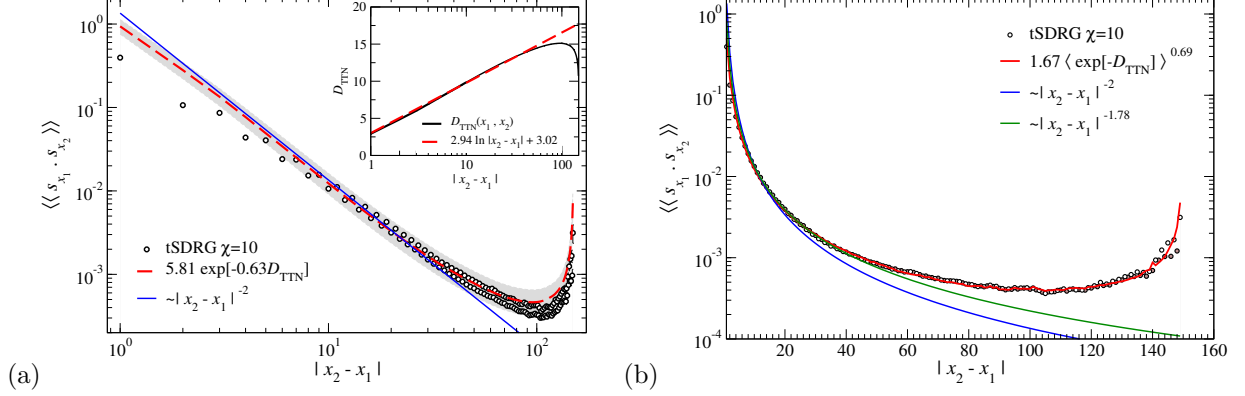 10^0
10^-1
10^-2
10^-3
⟨⟨ s_{x_1} · s_{x_2} ⟩⟩
10^0
10^1
10^2
| x_2 - x_1 |
tSDRG χ=10
5.81 exp[-0.63D_TTN]
~| x_2 - x_1 |^-2
20
15
10
5
0
D_TTN
1
10
100
| x_2 - x_1 |
D_TTN(x_1 , x_2)
2.94 ln |x_2 - x_1| + 3.02
(a)
10^0
10^-1
10^-2
10^-3
10^-4
⟨⟨ s_{x_1} · s_{x_2} ⟩⟩
20
40
60
80
100
120
140
160
| x_2 - x_1 |
tSDRG χ=10
1.67 ⟨ exp[-D_TTN] ⟩^0.69
~| x_2 - x_1 |^-2
~| x_2 - x_1 |^-1.78
(b)